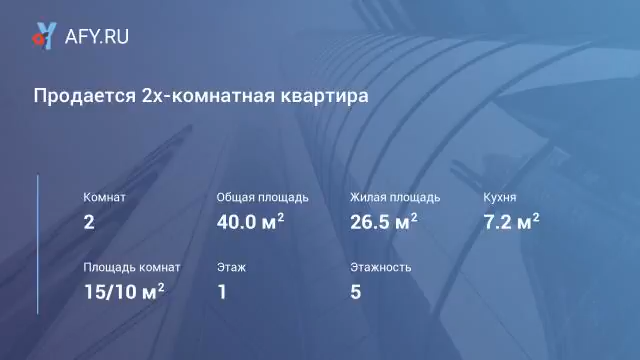 AFY.RU
Продается 2х-комнатная квартира
Комнат
2
Общая площадь
40.0 м²
Жилая площадь
26.5 м²
Кухня
7.2 м²
Площадь комнат
15/10 м²
Этаж
1
Этажность
5